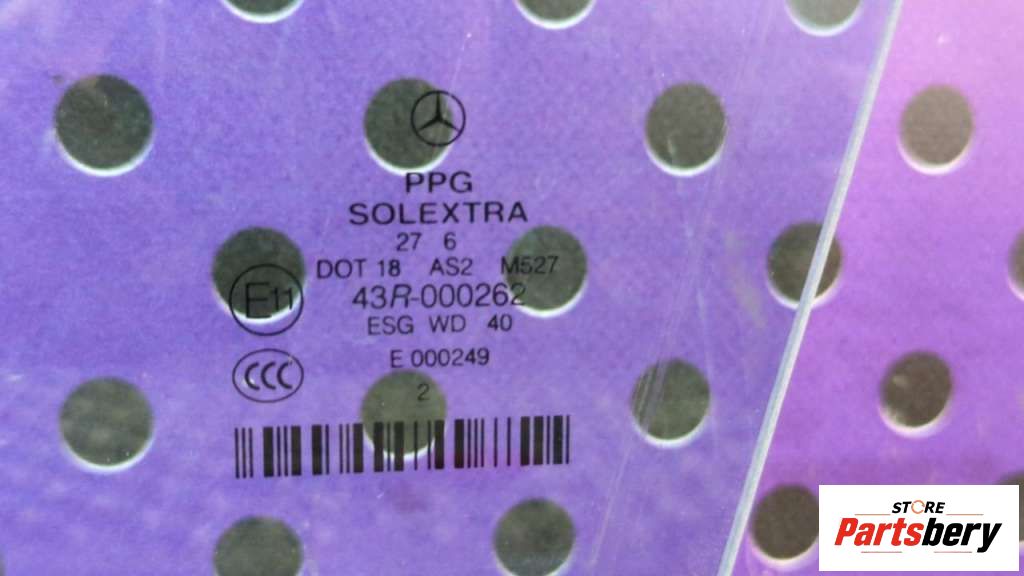 PPG
SOLEXTRA
27 6
DOT 18 AS2 M527
E11 43R-000262
ESG WD 40
CCC E 000249
2
STORE
Partsbery